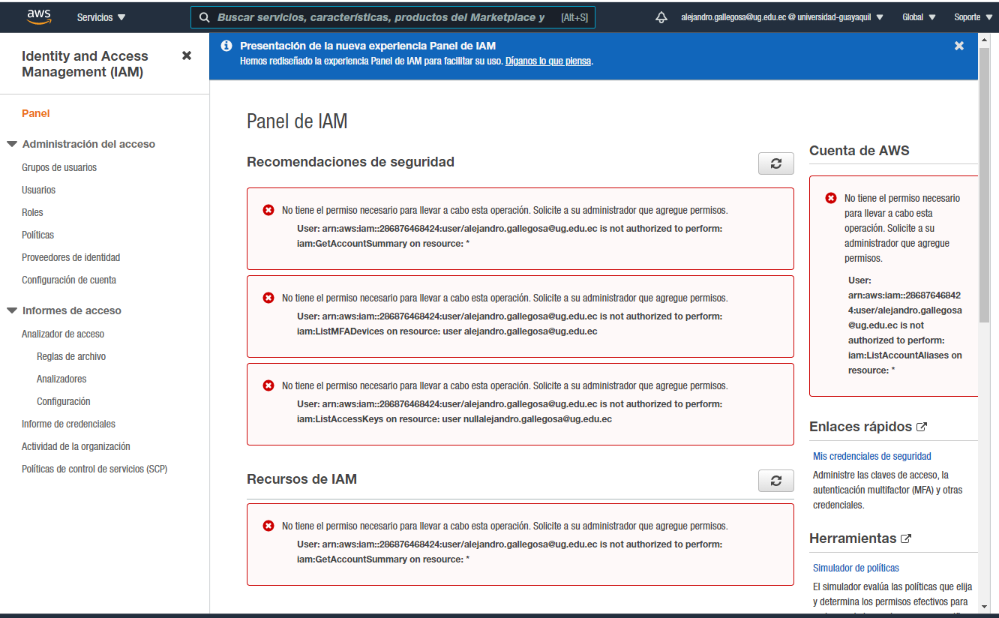 aws
Servicios
Buscar servicios, características, productos del Marketplace y
[Alt+S]
alejandro.gallegosa@ug.edu.ec @ universidad-guayaquil
Global
Soporte
Identity and Access
Management (IAM)
Panel
Administración del acceso
Grupos de usuarios
Usuarios
Roles
Políticas
Proveedores de identidad
Configuración de cuenta
Informes de acceso
Analizador de acceso
Reglas de archivo
Analizadores
Configuración
Informe de credenciales
Actividad de la organización
Políticas de control de servicios (SCP)
Presentación de la nueva experiencia Panel de IAM
Hemos rediseñado la experiencia Panel de IAM para facilitar su uso. Díganos lo que piensa.
Panel de IAM
Recomendaciones de seguridad
No tiene el permiso necesario para llevar a cabo esta operación. Solicite a su administrador que agregue permisos.
User: arn:aws:iam::286876468424:user/alejandro.gallegosa@ug.edu.ec is not authorized to perform:
iam:GetAccountSummary on resource: *
No tiene el permiso necesario para llevar a cabo esta operación. Solicite a su administrador que agregue permisos.
User: arn:aws:iam::286876468424:user/alejandro.gallegosa@ug.edu.ec is not authorized to perform:
iam:ListMFADevices on resource: user alejandro.gallegosa@ug.edu.ec
No tiene el permiso necesario para llevar a cabo esta operación. Solicite a su administrador que agregue permisos.
User: arn:aws:iam::286876468424:user/alejandro.gallegosa@ug.edu.ec is not authorized to perform:
iam:ListAccessKeys on resource: user nullalejandro.gallegosa@ug.edu.ec
Recursos de IAM
No tiene el permiso necesario para llevar a cabo esta operación. Solicite a su administrador que agregue permisos.
User: arn:aws:iam::286876468424:user/alejandro.gallegosa@ug.edu.ec is not authorized to perform:
iam:GetAccountSummary on resource: *
Cuenta de AWS
No tiene el permiso necesario
para llevar a cabo esta
operación. Solicite a su
administrador que agregue
permisos.
User:
arn:aws:iam::28687646842
4:user/alejandro.gallegosa
@ug.edu.ec is not
authorized to perform:
iam:ListAccountAliases on
resource: *
Enlaces rápidos
Mis credenciales de seguridad
Administre las claves de acceso, la
autenticación multifactor (MFA) y otras
credenciales.
Herramientas
Simulador de políticas
El simulador evalúa las políticas que elija
y determina los permisos efectivos para